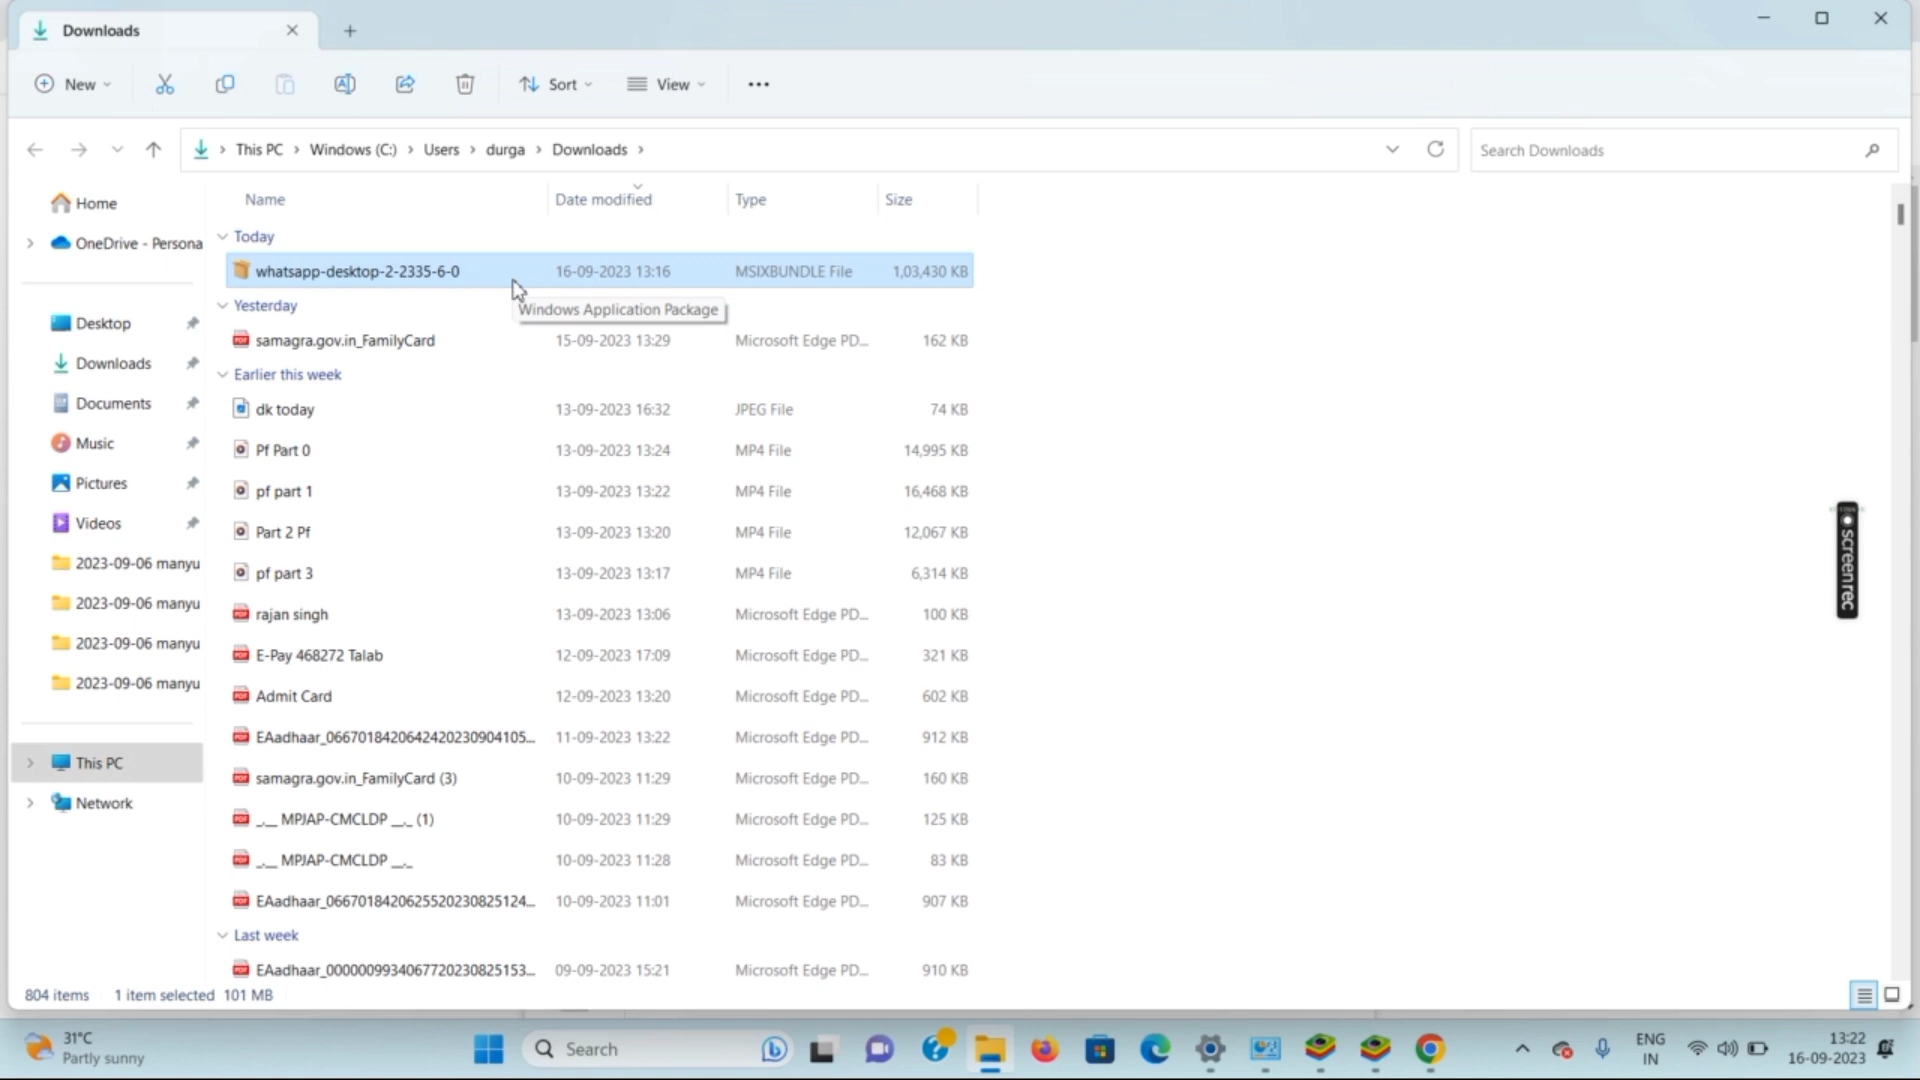 Downloads
New
Sort
View
This PC
Windows (C:)
Users
durga
Downloads
Search Downloads
Home
OneDrive - Persona
Desktop
Downloads
Documents
Music
Pictures
Videos
2023-09-06 manyu
2023-09-06 manyu
2023-09-06 manyu
2023-09-06 manyu
This PC
Network
Name Date modified Type Size
Today
whatsapp-desktop-2-2335-6-0 16-09-2023 13:16 MSIXBUNDLE File 1,03,430 KB
Yesterday
Windows Application Package
samagra.gov.in_FamilyCard 15-09-2023 13:29 Microsoft Edge PD... 162 KB
Earlier this week
dk today 13-09-2023 16:32 JPEG File 74 KB
Pf Part 0 13-09-2023 13:24 MP4 File 14,995 KB
pf part 1 13-09-2023 13:22 MP4 File 16,468 KB
Part 2 Pf 13-09-2023 13:20 MP4 File 12,067 KB
pf part 3 13-09-2023 13:17 MP4 File 6,314 KB
rajan singh 13-09-2023 13:06 Microsoft Edge PD... 100 KB
E-Pay 468272 Talab 12-09-2023 17:09 Microsoft Edge PD... 321 KB
Admit Card 12-09-2023 13:20 Microsoft Edge PD... 602 KB
EAadhaar_0667018420642420230904105... 11-09-2023 13:22 Microsoft Edge PD... 912 KB
samagra.gov.in_FamilyCard (3) 10-09-2023 11:29 Microsoft Edge PD... 160 KB
_.__ MPJAP-CMCLDP __._ (1) 10-09-2023 11:29 Microsoft Edge PD... 125 KB
_.__ MPJAP-CMCLDP __._ 10-09-2023 11:28 Microsoft Edge PD... 83 KB
EAadhaar_0667018420625520230825124... 10-09-2023 11:01 Microsoft Edge PD... 907 KB
Last week
EAadhaar_0000009934067720230825153... 09-09-2023 15:21 Microsoft Edge PD... 910 KB
804 items 1 item selected 101 MB
screenrec
31°C
Partly sunny
Search
ENG
IN
13:22
16-09-2023